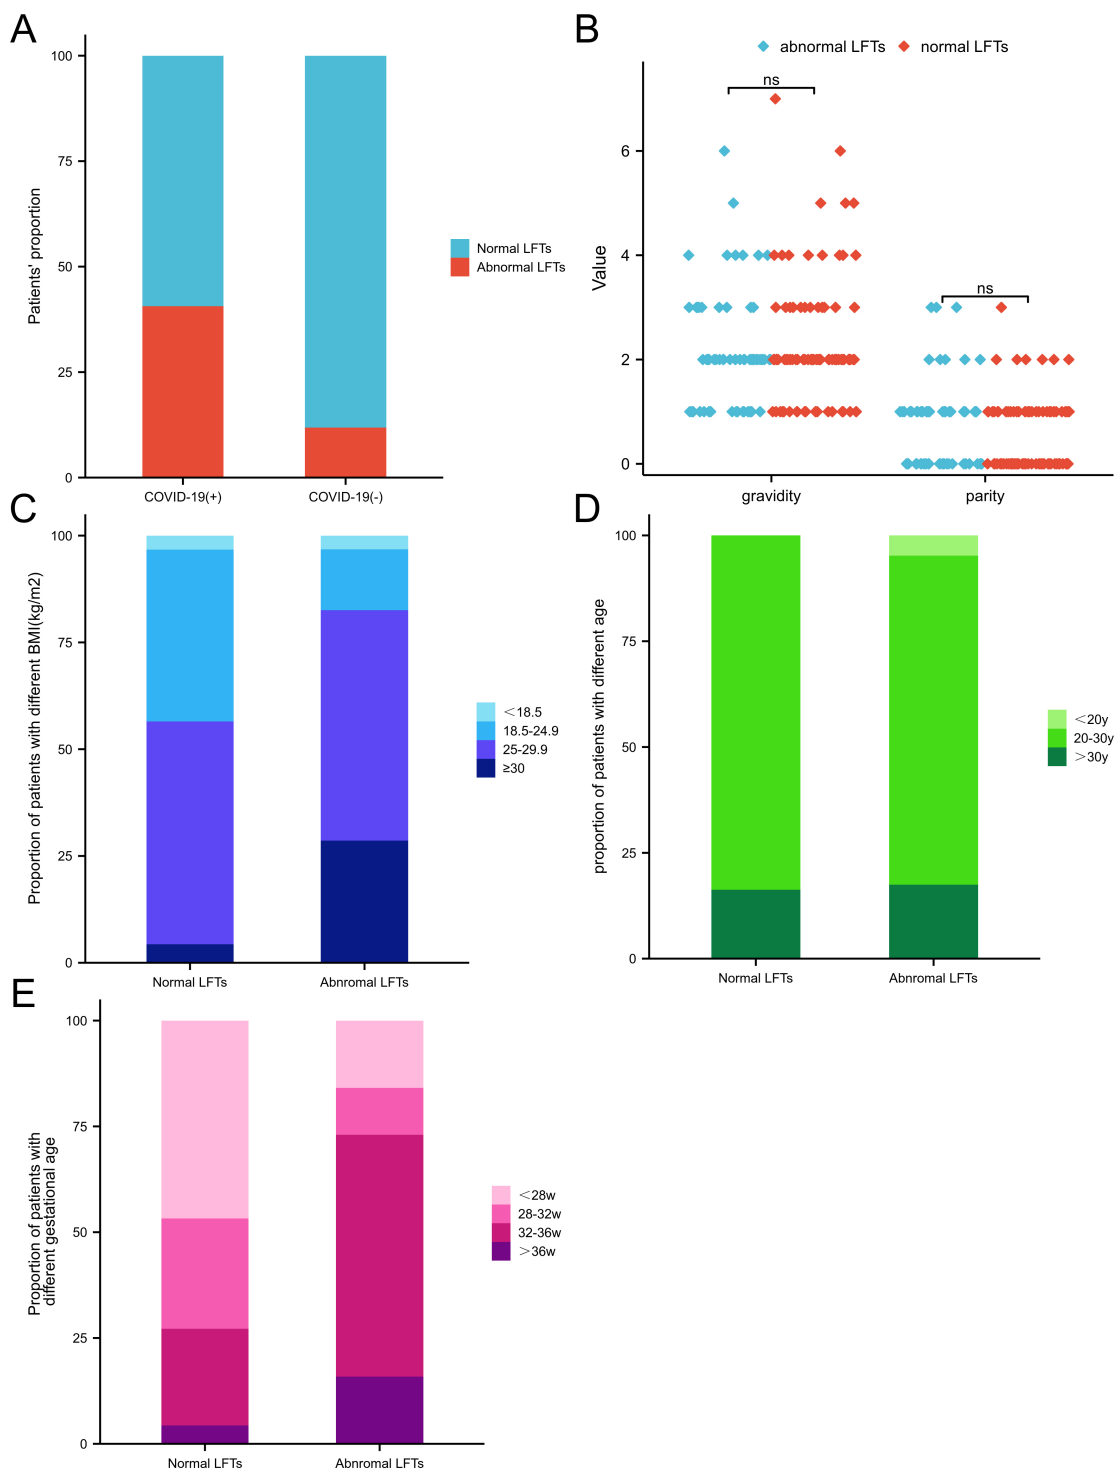 A
100
75
50
25
0
Patients' proportion
COVID-19(+)
COVID-19(-)
Normal LFTs
Abnormal LFTs
B
abnormal LFTs
normal LFTs
ns
ns
6
4
2
0
Value
gravidity
parity
C
100
75
50
25
0
Proportion of patients with different BMI(kg/m2)
Normal LFTs
Abnromal LFTs
<18.5
18.5-24.9
25-29.9
≥30
D
100
75
50
25
0
proportion of patients with different age
Normal LFTs
Abnromal LFTs
<20y
20-30y
>30y
E
100
75
50
25
0
Proportion of patients with
different gestational age
Normal LFTs
Abnromal LFTs
<28w
28-32w
32-36w
>36w